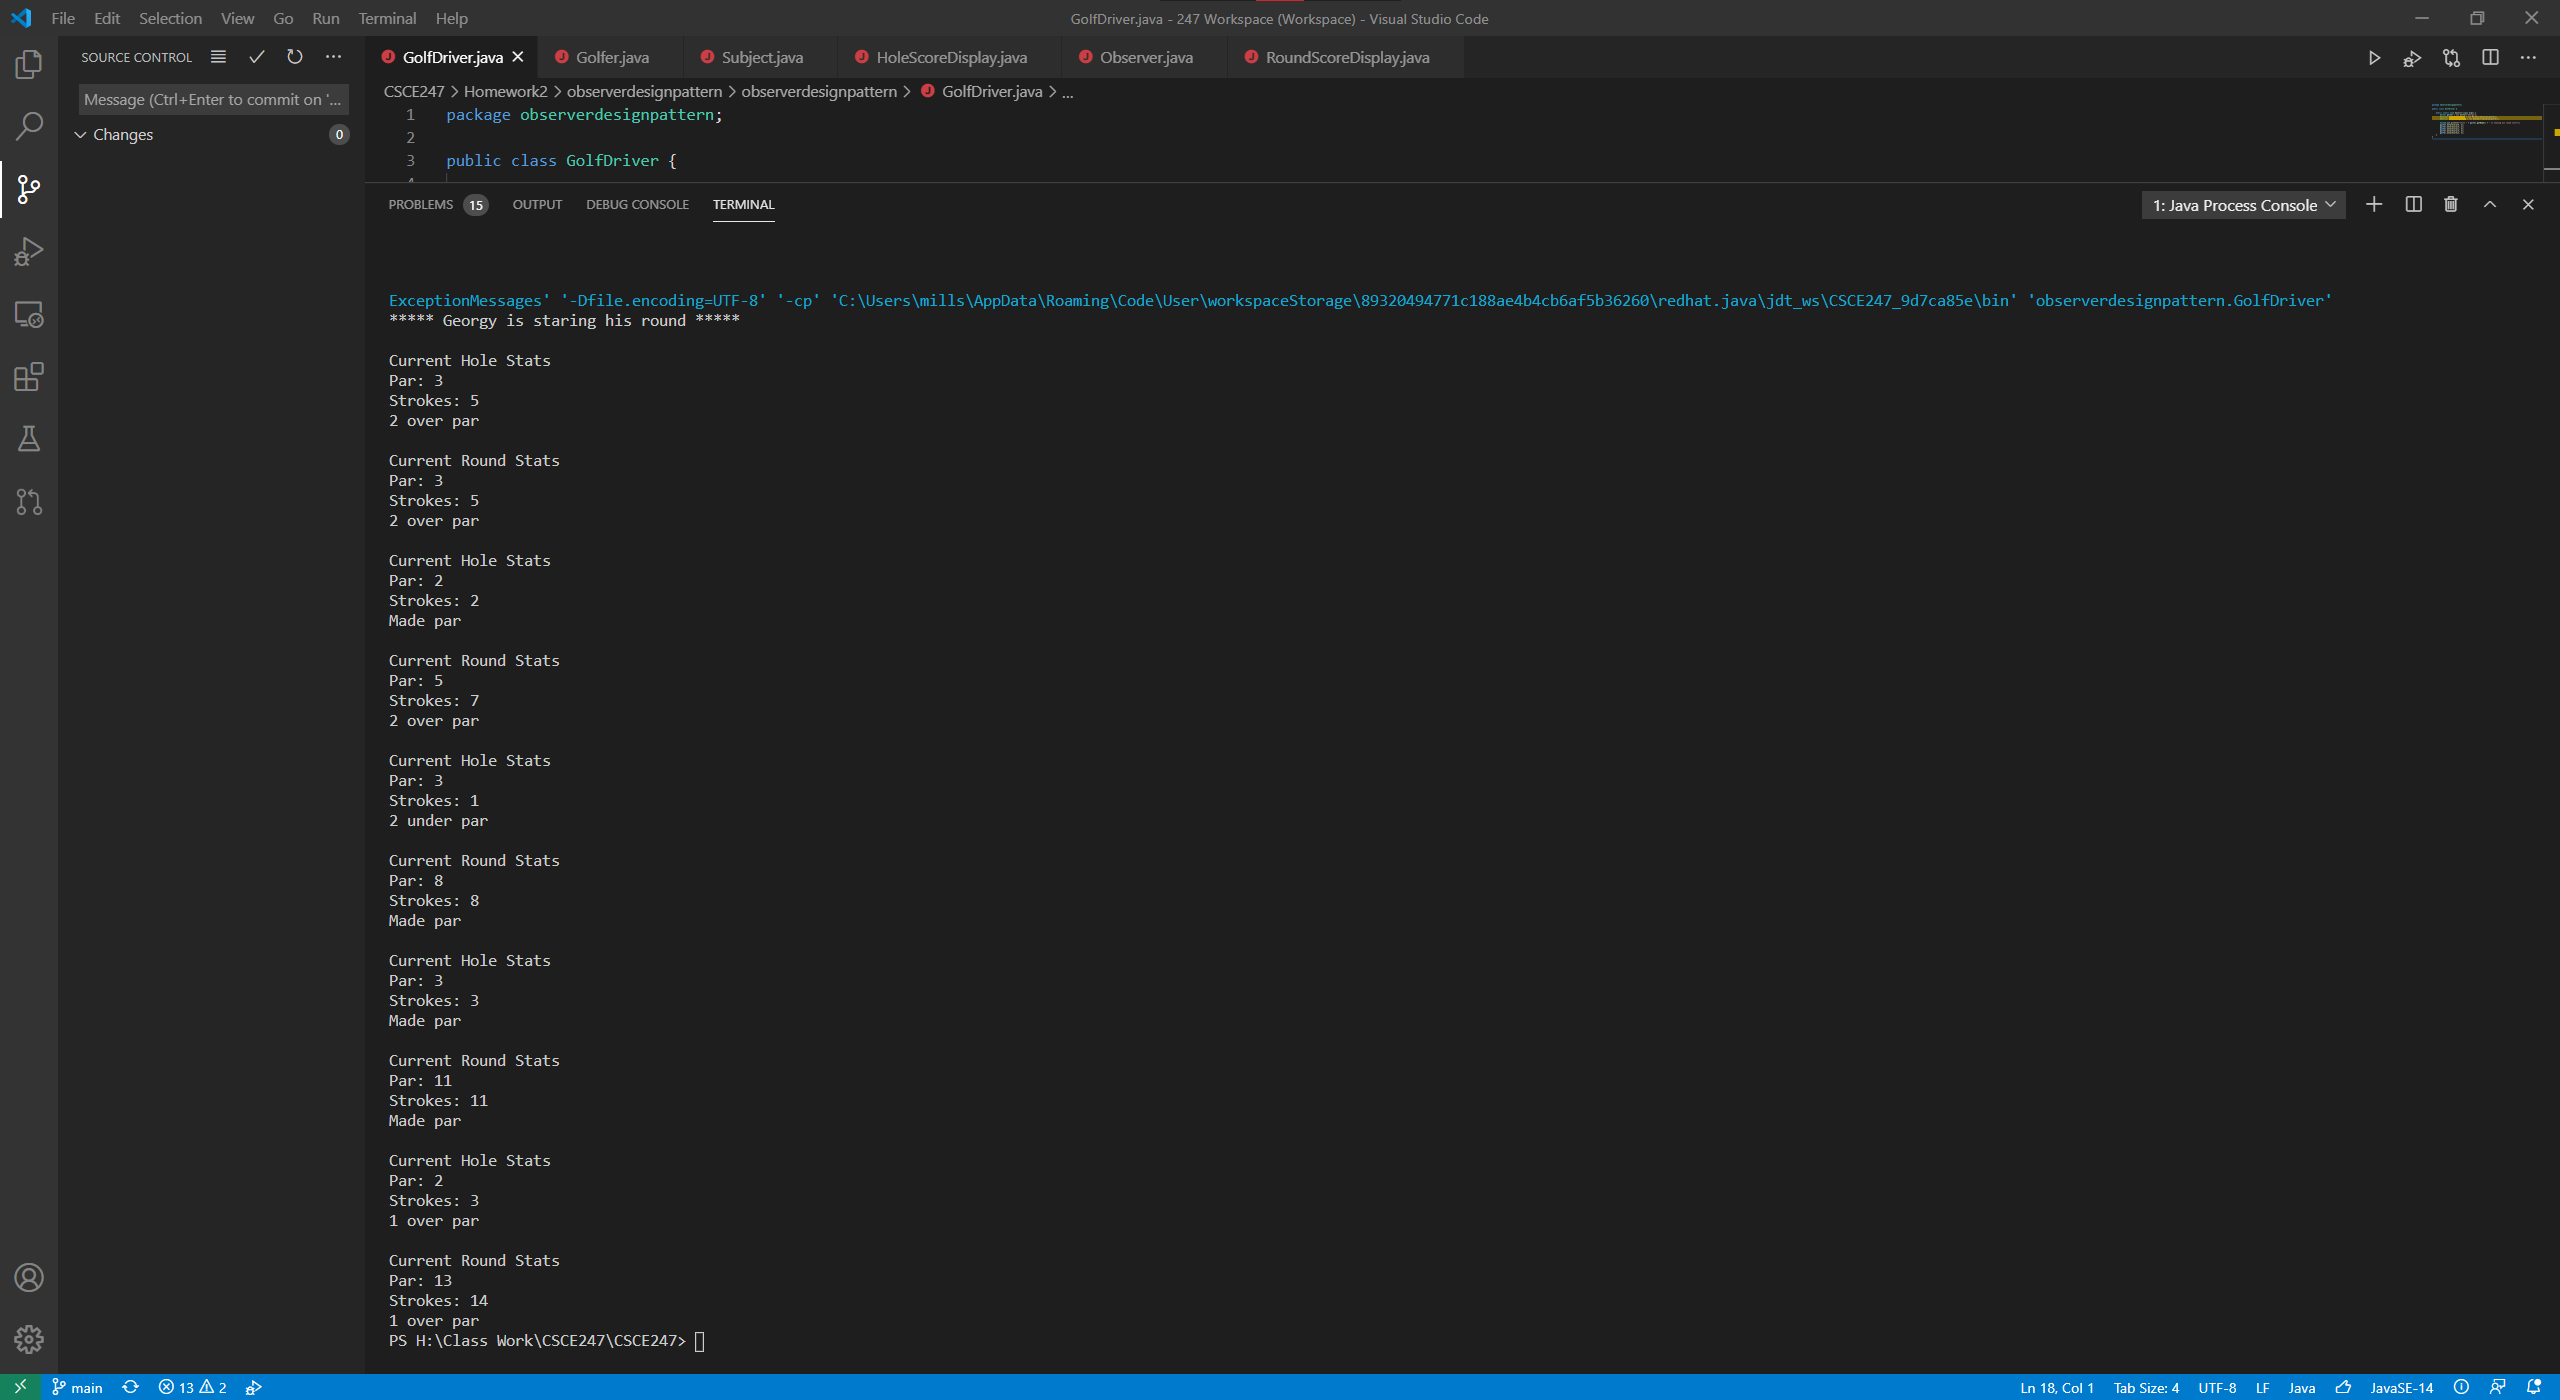 File Edit Selection View Go Run Terminal Help
GolfDriver.java - 247 Workspace (Workspace) - Visual Studio Code
SOURCE CONTROL
Message (Ctrl+Enter to commit on '...
Changes 0
GolfDriver.java Golfer.java Subject.java HoleScoreDisplay.java Observer.java RoundScoreDisplay.java
CSCE247 > Homework2 > observerdesignpattern > observerdesignpattern > GolfDriver.java > ...
1 package observerdesignpattern;
2
3 public class GolfDriver {
4
PROBLEMS 15 OUTPUT DEBUG CONSOLE TERMINAL
1: Java Process Console
ExceptionMessages' '-Dfile.encoding=UTF-8' '-cp' 'C:\Users\mills\AppData\Roaming\Code\User\workspaceStorage\89320494771c188ae4b4cb6af5b36260\redhat.java\jdt_ws\CSCE247_9d7ca85e\bin' 'observerdesignpattern.GolfDriver'
***** Georgy is staring his round *****
Current Hole Stats
Par: 3
Strokes: 5
2 over par
Current Round Stats
Par: 3
Strokes: 5
2 over par
Current Hole Stats
Par: 2
Strokes: 2
Made par
Current Round Stats
Par: 5
Strokes: 7
2 over par
Current Hole Stats
Par: 3
Strokes: 1
2 under par
Current Round Stats
Par: 8
Strokes: 8
Made par
Current Hole Stats
Par: 3
Strokes: 3
Made par
Current Round Stats
Par: 11
Strokes: 11
Made par
Current Hole Stats
Par: 2
Strokes: 3
1 over par
Current Round Stats
Par: 13
Strokes: 14
1 over par
PS H:\Class Work\CSCE247\CSCE247>
main 13 2
Ln 18, Col 1 Tab Size: 4 UTF-8 LF Java JavaSE-14